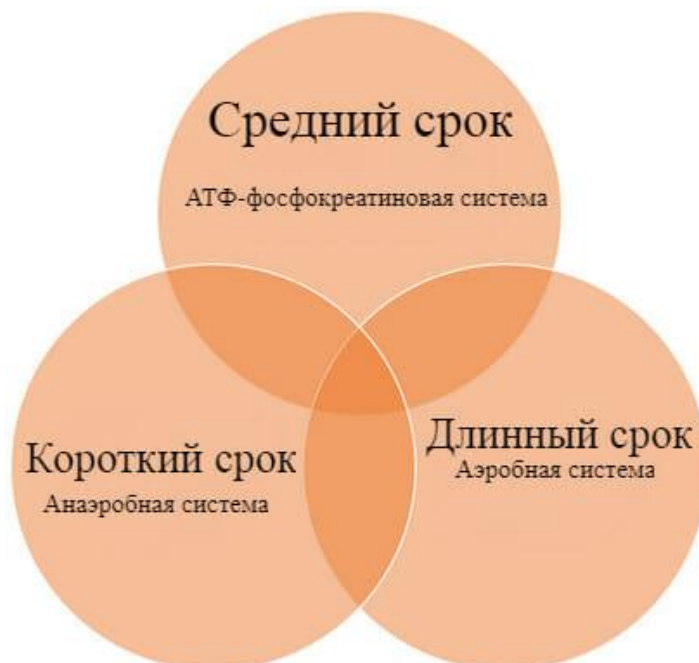 Средний срок
АТФ-фосфокреатиновая система
Короткий срок
Анаэробная система
Длинный срок
Аэробная система